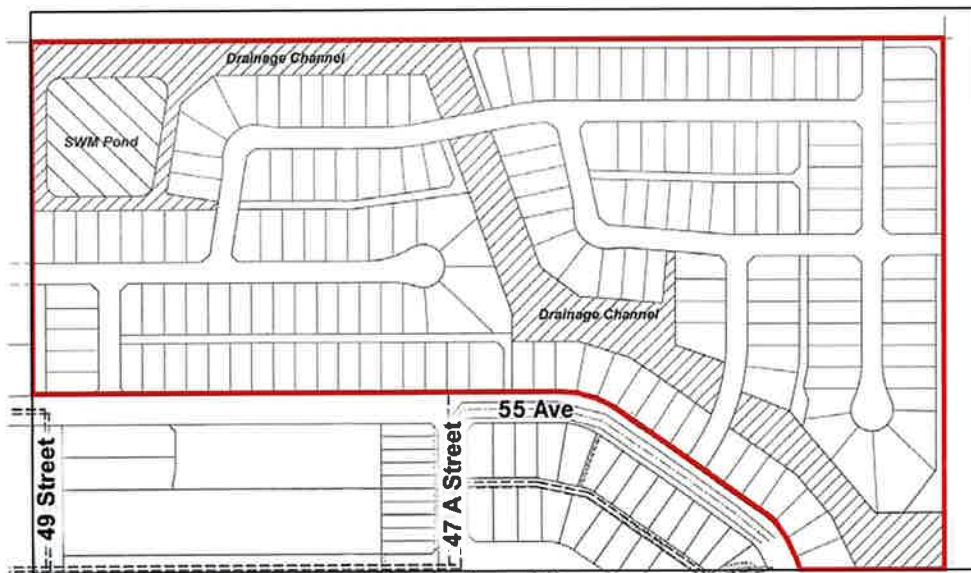 Drainage Channel
SWM Pond
Drainage Channel
55 Ave
49 Street
47 A Street